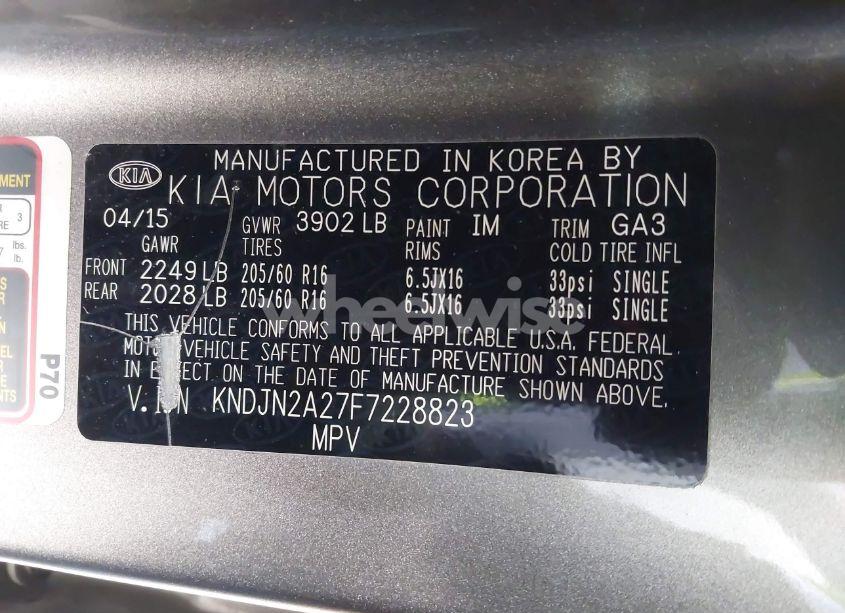 MANUFACTURED IN KOREA BY
KIA KIA MOTORS CORPORATION
04/15 GVWR 3902 LB PAINT IM TRIM GA3
GAWR TIRES RIMS COLD TIRE INFL
FRONT 2249 LB 205/60 R16 6.5JX16 33psi SINGLE
REAR 2028 LB 205/60 R16 6.5JX16 33psi SINGLE
wheelwise
THIS VEHICLE CONFORMS TO ALL APPLICABLE U.S.A. FEDERAL
MOTOR VEHICLE SAFETY AND THEFT PREVENTION STANDARDS
IN EFFECT ON THE DATE OF MANUFACTURE SHOWN ABOVE.
V.I.N KNDJN2A27F7228823
MPV
P70
3
lbs.
lb.